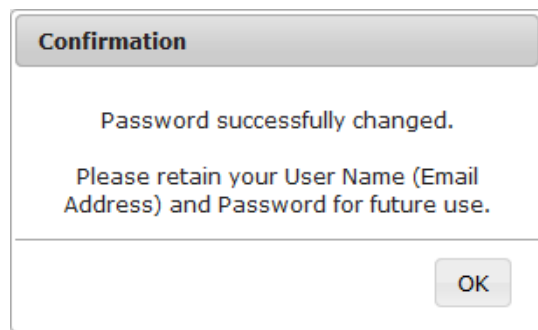 Confirmation
Password successfully changed.
Please retain your User Name (Email
Address) and Password for future use.
OK